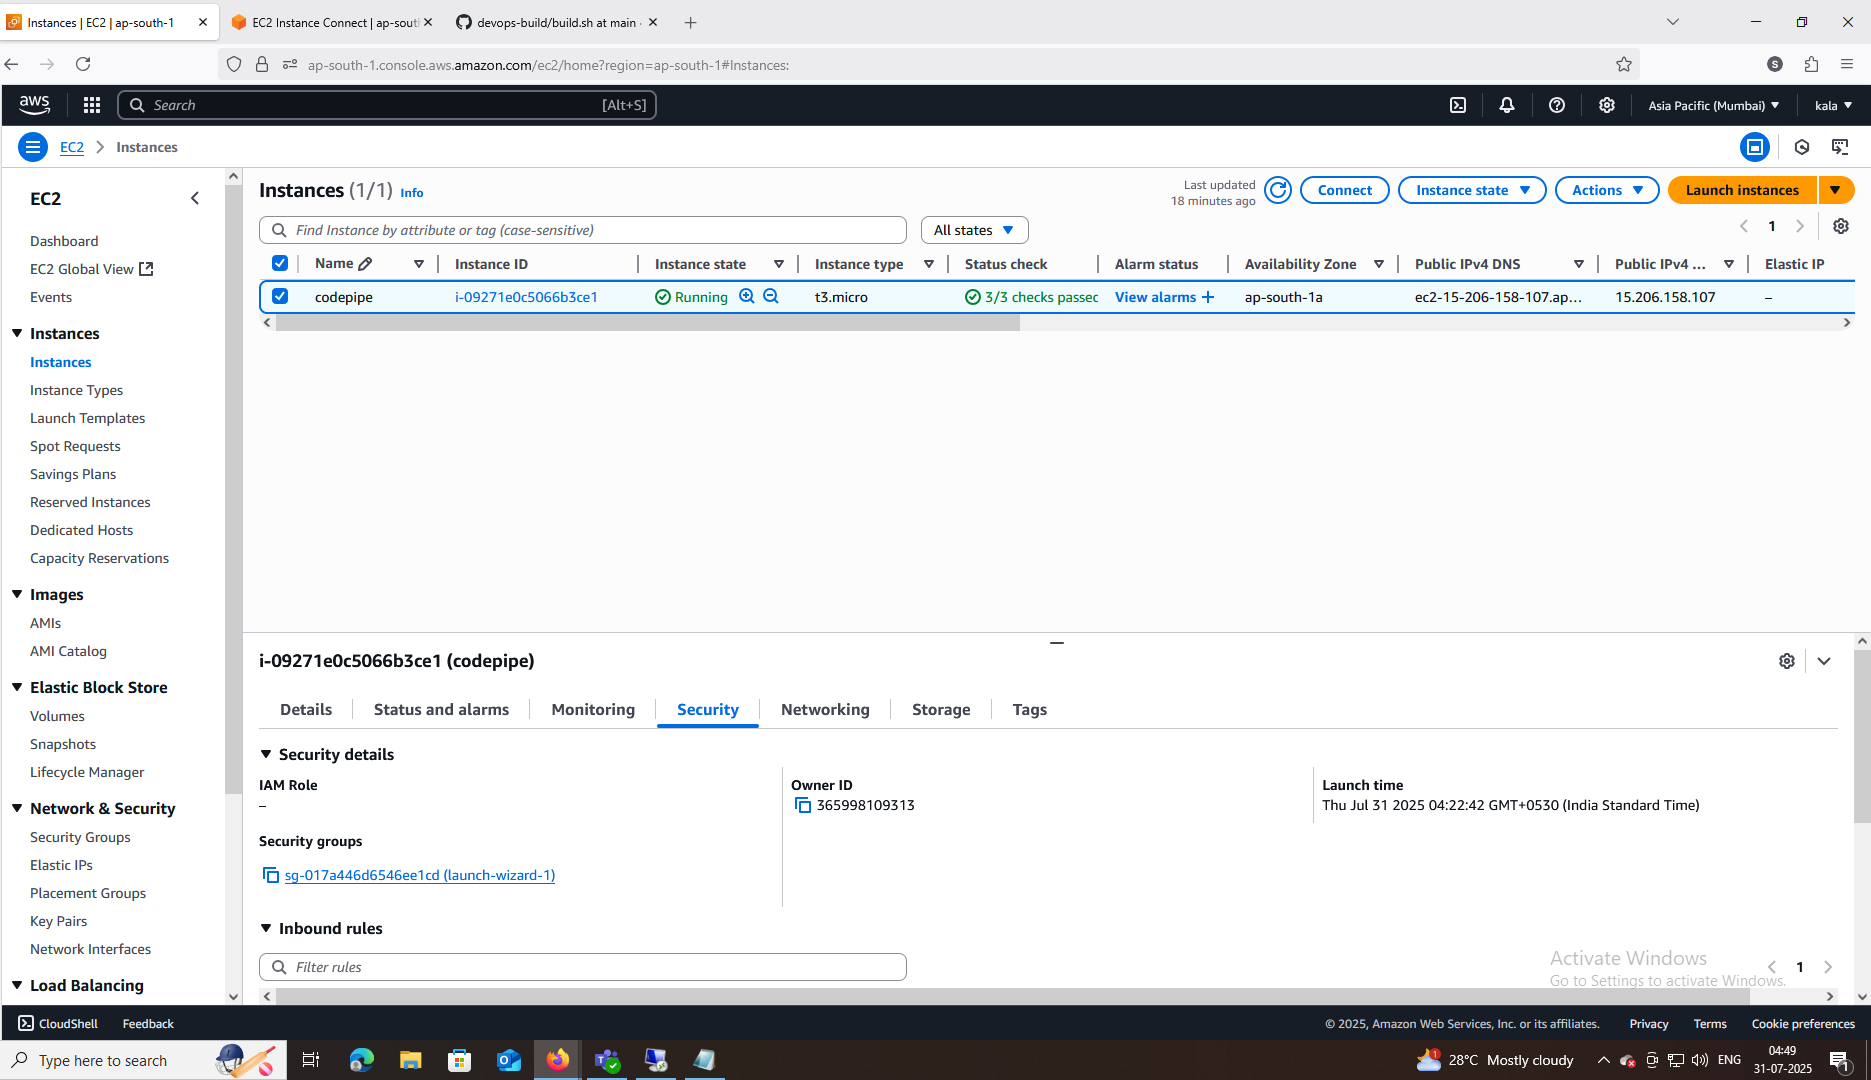 Instances | EC2 | ap-south-1
EC2 Instance Connect | ap-sout
devops-build/build.sh at main ·
ap-south-1.console.aws.amazon.com/ec2/home?region=ap-south-1#Instances:
S
aws
Search
[Alt+S]
Asia Pacific (Mumbai)
kala
EC2
Instances
EC2
Dashboard
EC2 Global View
Events
Instances
Instances
Instance Types
Launch Templates
Spot Requests
Savings Plans
Reserved Instances
Dedicated Hosts
Capacity Reservations
Images
AMIs
AMI Catalog
Elastic Block Store
Volumes
Snapshots
Lifecycle Manager
Network & Security
Security Groups
Elastic IPs
Placement Groups
Key Pairs
Network Interfaces
Load Balancing
Instances (1/1) Info
Last updated
18 minutes ago
Connect
Instance state
Actions
Launch instances
Find Instance by attribute or tag (case-sensitive)
All states
1
Name Instance ID Instance state Instance type Status check Alarm status Availability Zone Public IPv4 DNS Public IPv4 ... Elastic IP
codepipe i-09271e0c5066b3ce1 Running t3.micro 3/3 checks passec View alarms + ap-south-1a ec2-15-206-158-107.ap... 15.206.158.107 –
i-09271e0c5066b3ce1 (codepipe)
Details Status and alarms Monitoring Security Networking Storage Tags
Security details
IAM Role
–
Owner ID
365998109313
Launch time
Thu Jul 31 2025 04:22:42 GMT+0530 (India Standard Time)
Security groups
sg-017a446d6546ee1cd (launch-wizard-1)
Inbound rules
Filter rules
1
Activate Windows
Go to Settings to activate Windows.
CloudShell
Feedback
© 2025, Amazon Web Services, Inc. or its affiliates.
Privacy
Terms
Cookie preferences
Type here to search
1
28°C Mostly cloudy
ENG
04:49
31-07-2025
1